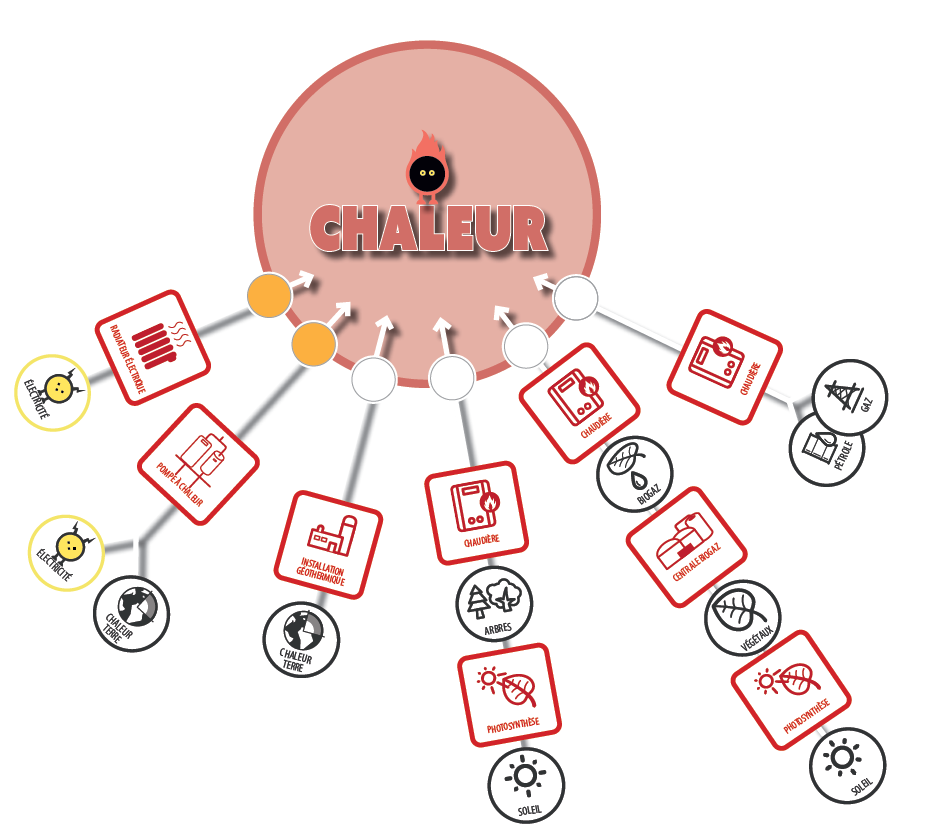 CHALEUR
RADIATEUR ÉLECTRIQUE
ÉLECTRICITÉ
POMPE À CHALEUR
ÉLECTRICITÉ
CHALEUR
TERRE
INSTALLATION
GÉOTHERMIQUE
CHALEUR
TERRE
CHAUDIÈRE
ARBRES
PHOTOSYNTHÈSE
SOLEIL
CHAUDIÈRE
BIOGAZ
CENTRALE BIOGAZ
VÉGÉTAUX
PHOTOSYNTHÈSE
SOLEIL
CHAUDIÈRE
GAZ
PÉTROLE